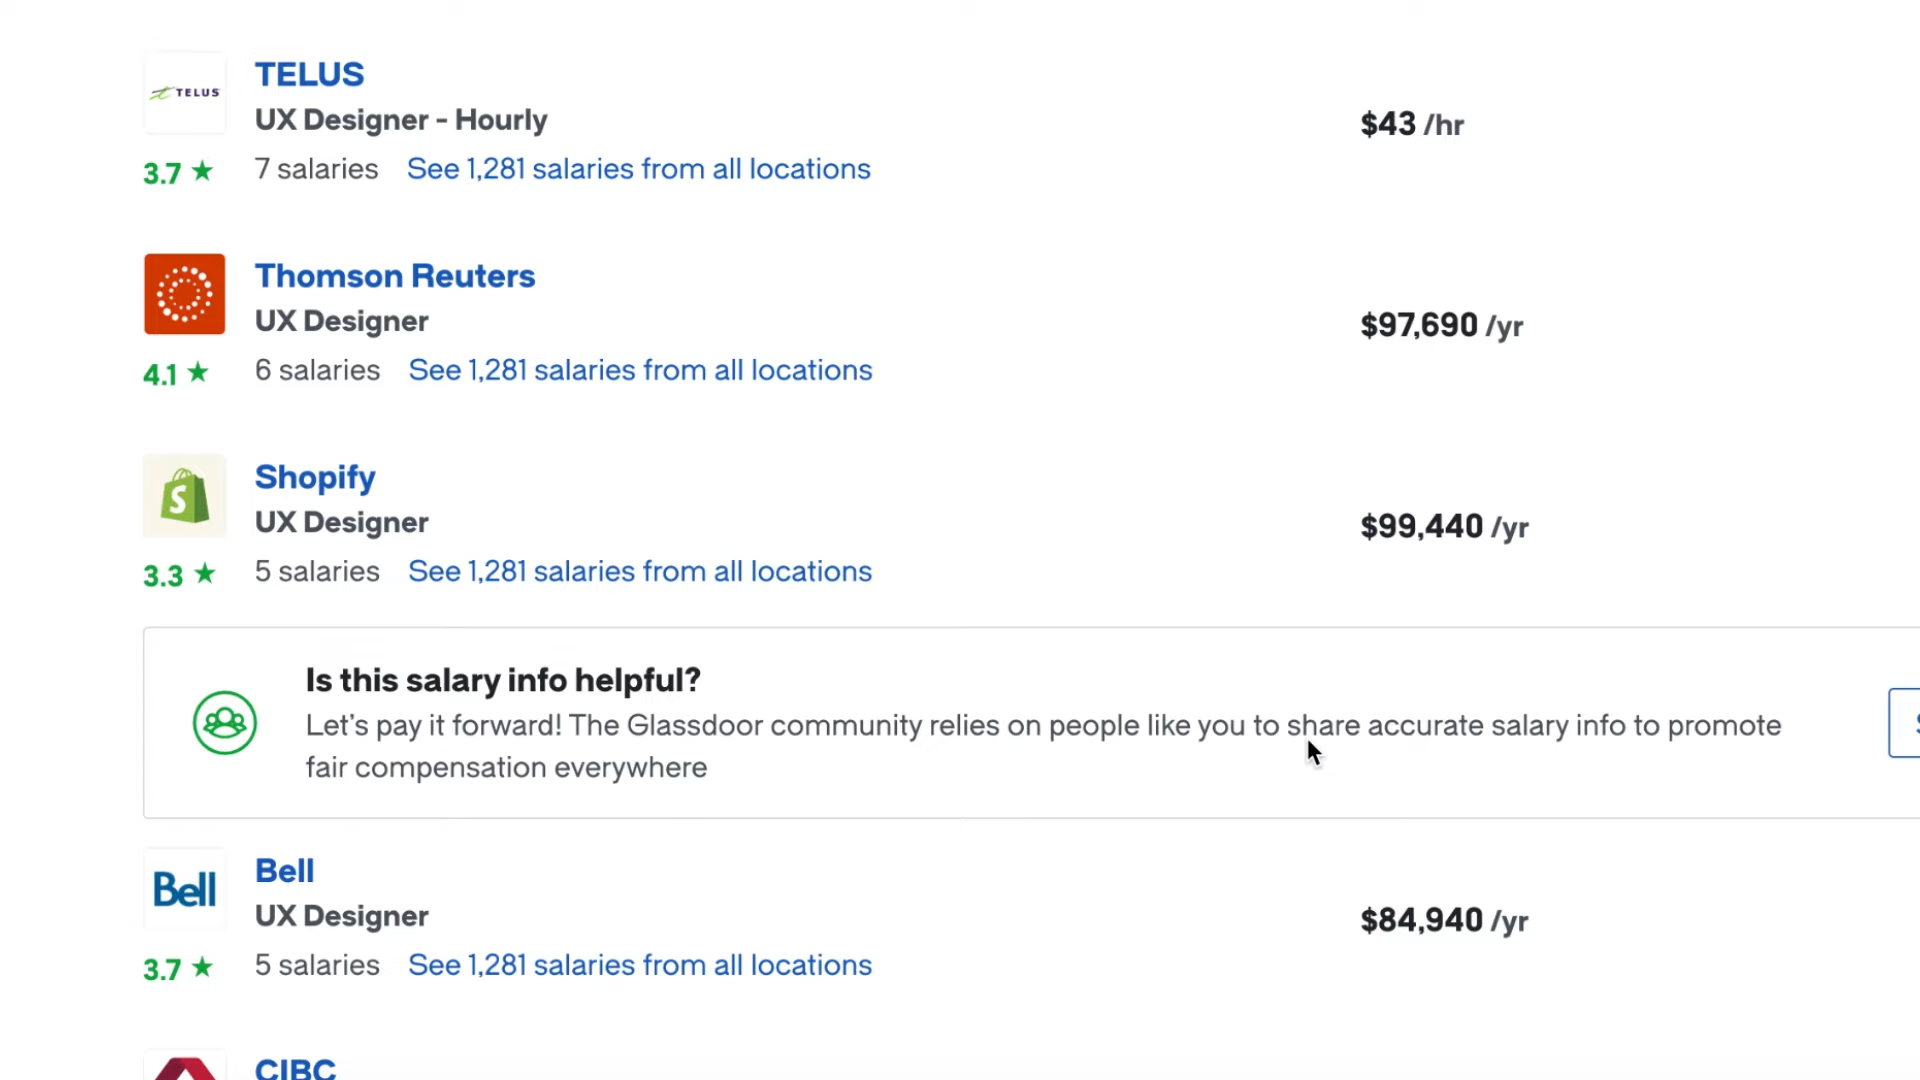 TELUS
TELUS
UX Designer - Hourly
$43 /hr
3.7 ★
7 salaries
See 1,281 salaries from all locations
Thomson Reuters
UX Designer
$97,690 /yr
4.1 ★
6 salaries
See 1,281 salaries from all locations
S
Shopify
UX Designer
$99,440 /yr
3.3 ★
5 salaries
See 1,281 salaries from all locations
Is this salary info helpful?
Let's pay it forward! The Glassdoor community relies on people like you to share accurate salary info to promote
fair compensation everywhere
Bell
Bell
UX Designer
$84,940 /yr
3.7 ★
5 salaries
See 1,281 salaries from all locations
CIBC